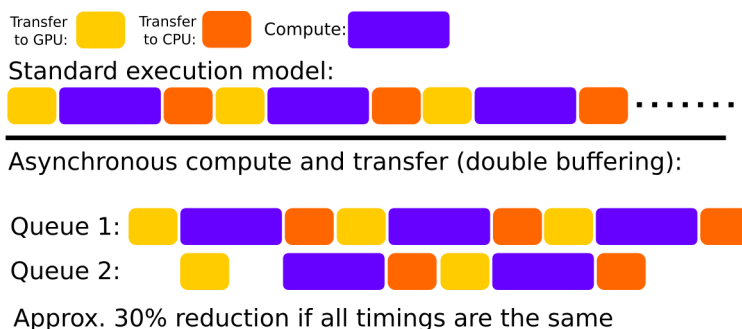 Transfer to GPU:
Transfer to CPU:
Compute:
Standard execution model:
Asynchronous compute and transfer (double buffering):
Queue 1:
Queue 2:
Approx. 30% reduction if all timings are the same